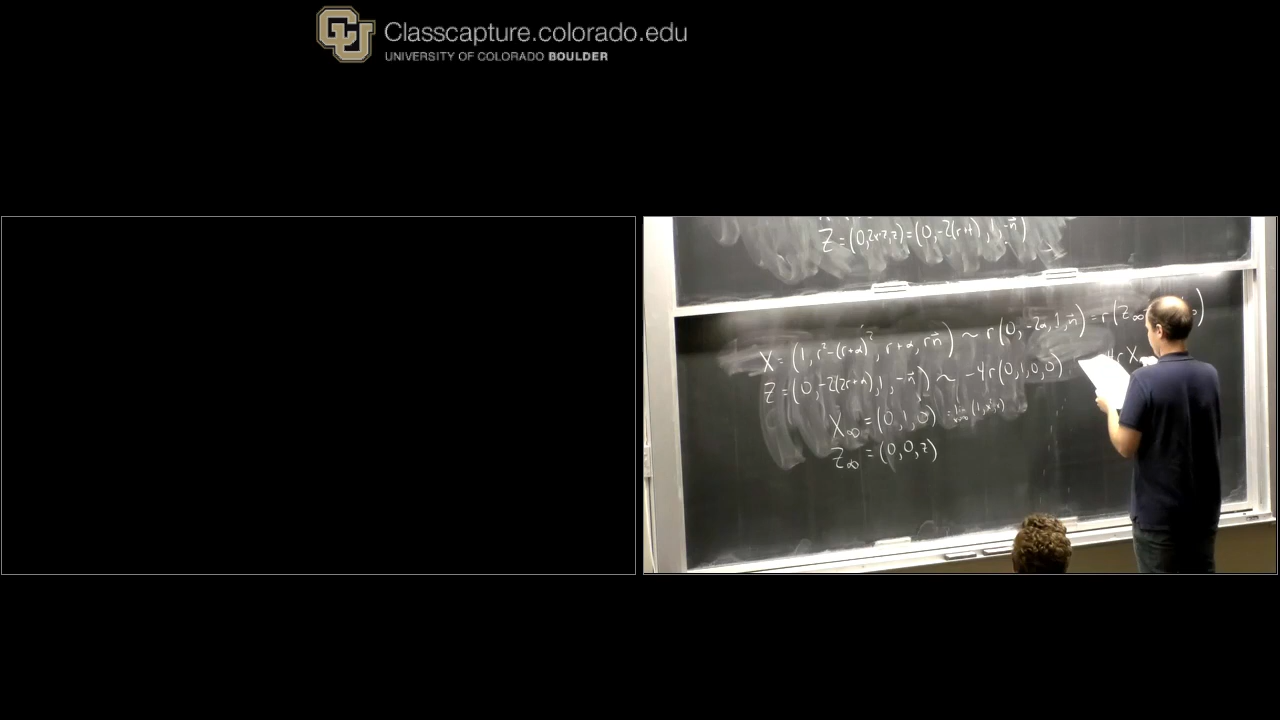 Classcapture.colorado.edu
UNIVERSITY OF COLORADO BOULDER
Z = (0, 2x·z, z) = (0, -2(r+t), 1, -n⃗)
X = (1, r²-(r+α)², r+α, rn⃗) ~ r(0, -2α, 1, n⃗) = r(Z∞
Z = (0, -2(2r+α), 1, -n⃗) ~ -4r(0,1,0,0)
X∞ = (0,1,0)
Z∞ = (0,0,z)